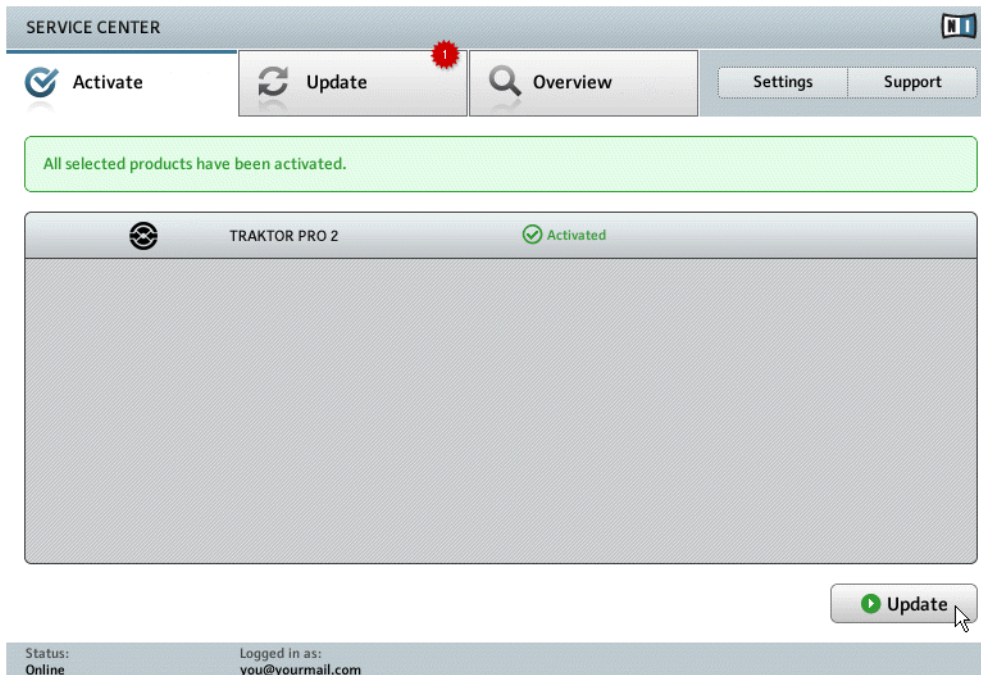 SERVICE CENTER
NI
1
Activate
Update
Overview
Settings
Support
All selected products have been activated.
TRAKTOR PRO 2
Activated
Update
Status:
Logged in as:
Online
you@yourmail.com